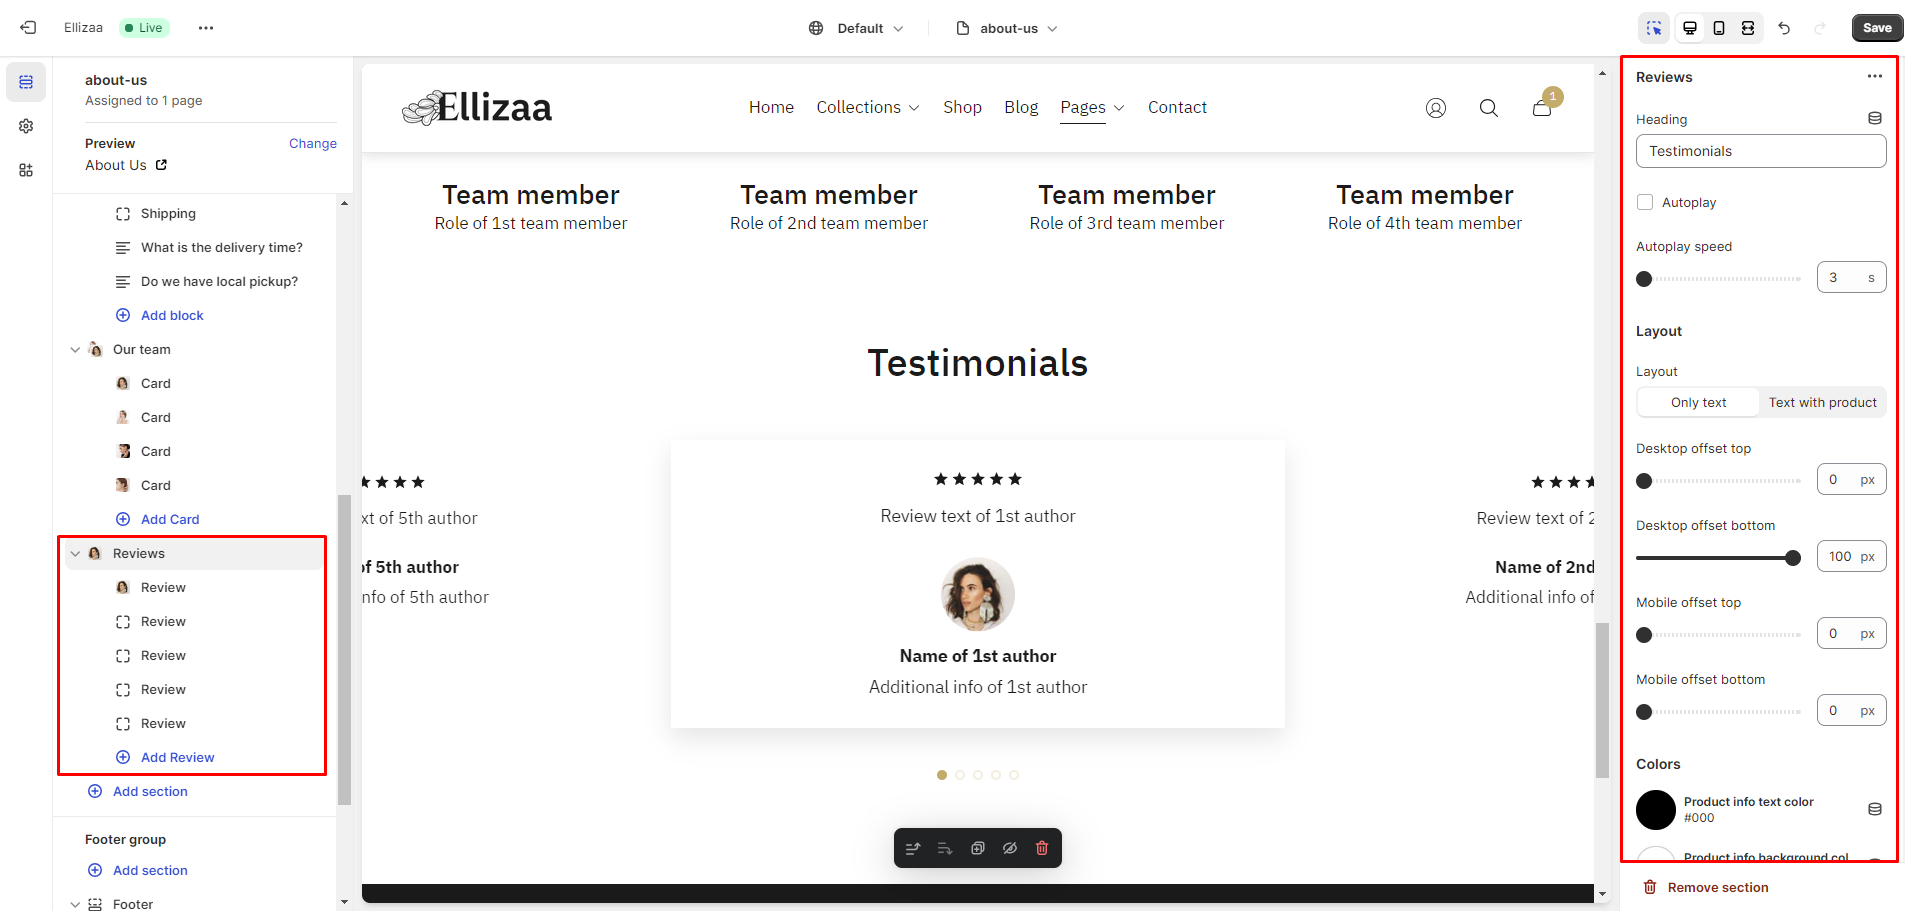 Ellizaa
Live
Default
about-us
Save
about-us
Assigned to 1 page
Preview
Change
About Us
Shipping
What is the delivery time?
Do we have local pickup?
Add block
Our team
Card
Card
Card
Card
Add Card
Reviews
Review
Review
Review
Review
Review
Add Review
Add section
Footer group
Add section
Footer
Ellizaa
Home
Collections
Shop
Blog
Pages
Contact
1
Team member
Role of 1st team member
Team member
Role of 2nd team member
Team member
Role of 3rd team member
Team member
Role of 4th team member
Testimonials
xt of 5th author
of 5th author
nfo of 5th author
Review text of 1st author
Name of 1st author
Additional info of 1st author
Review text of 2
Name of 2nd
Additional info of
Reviews
Heading
Testimonials
Autoplay
Autoplay speed
3 s
Layout
Layout
Only text
Text with product
Desktop offset top
0 px
Desktop offset bottom
100 px
Mobile offset top
0 px
Mobile offset bottom
0 px
Colors
Product info text color
#000
Product info background col
Remove section